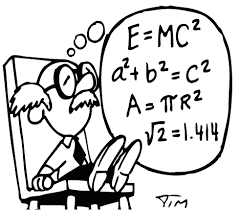 E=MC²
a²+b²=C²
A=πR²
√2=1.414
TIM